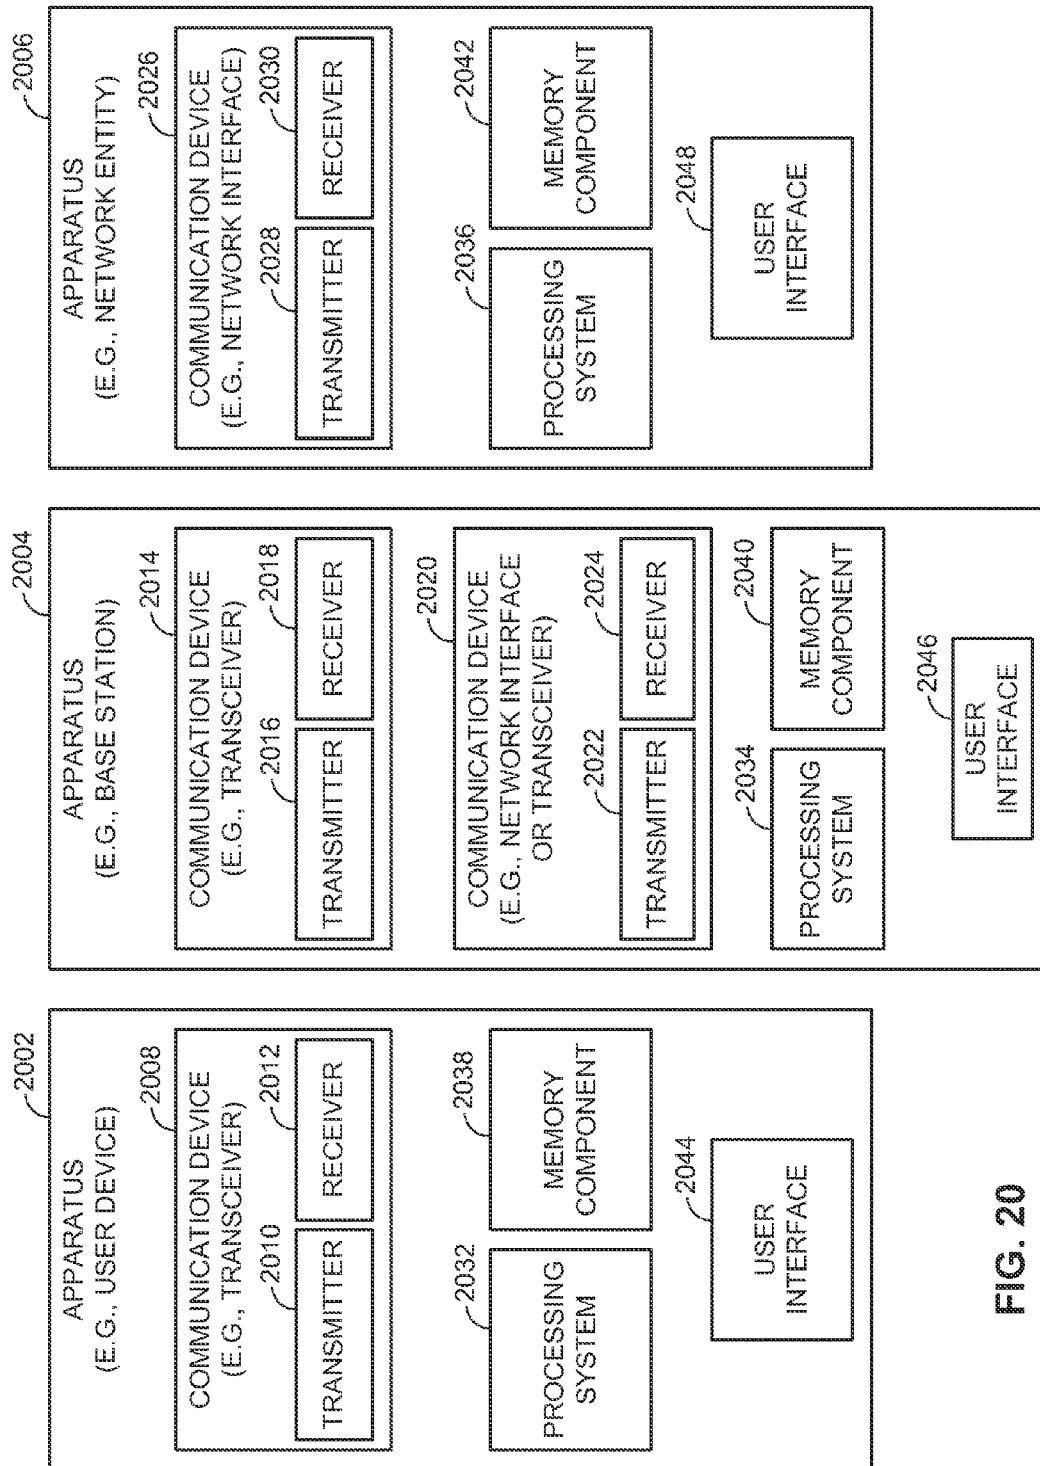 2002
APPARATUS
(E.G., USER DEVICE)
2008
COMMUNICATION DEVICE
(E.G., TRANSCEIVER)
2010
2012
TRANSMITTER
RECEIVER
2032
2038
PROCESSING
SYSTEM
MEMORY
COMPONENT
2044
USER
INTERFACE
2004
APPARATUS
(E.G., BASE STATION)
2014
COMMUNICATION DEVICE
(E.G., TRANSCEIVER)
2016
2018
TRANSMITTER
RECEIVER
2020
COMMUNICATION DEVICE
(E.G., NETWORK INTERFACE
OR TRANSCEIVER)
2022
2024
TRANSMITTER
RECEIVER
2034
2040
PROCESSING
SYSTEM
MEMORY
COMPONENT
2046
USER
INTERFACE
2006
APPARATUS
(E.G., NETWORK ENTITY)
2026
COMMUNICATION DEVICE
(E.G., NETWORK INTERFACE)
2028
2030
TRANSMITTER
RECEIVER
2036
2042
PROCESSING
SYSTEM
MEMORY
COMPONENT
2048
USER
INTERFACE
FIG. 20